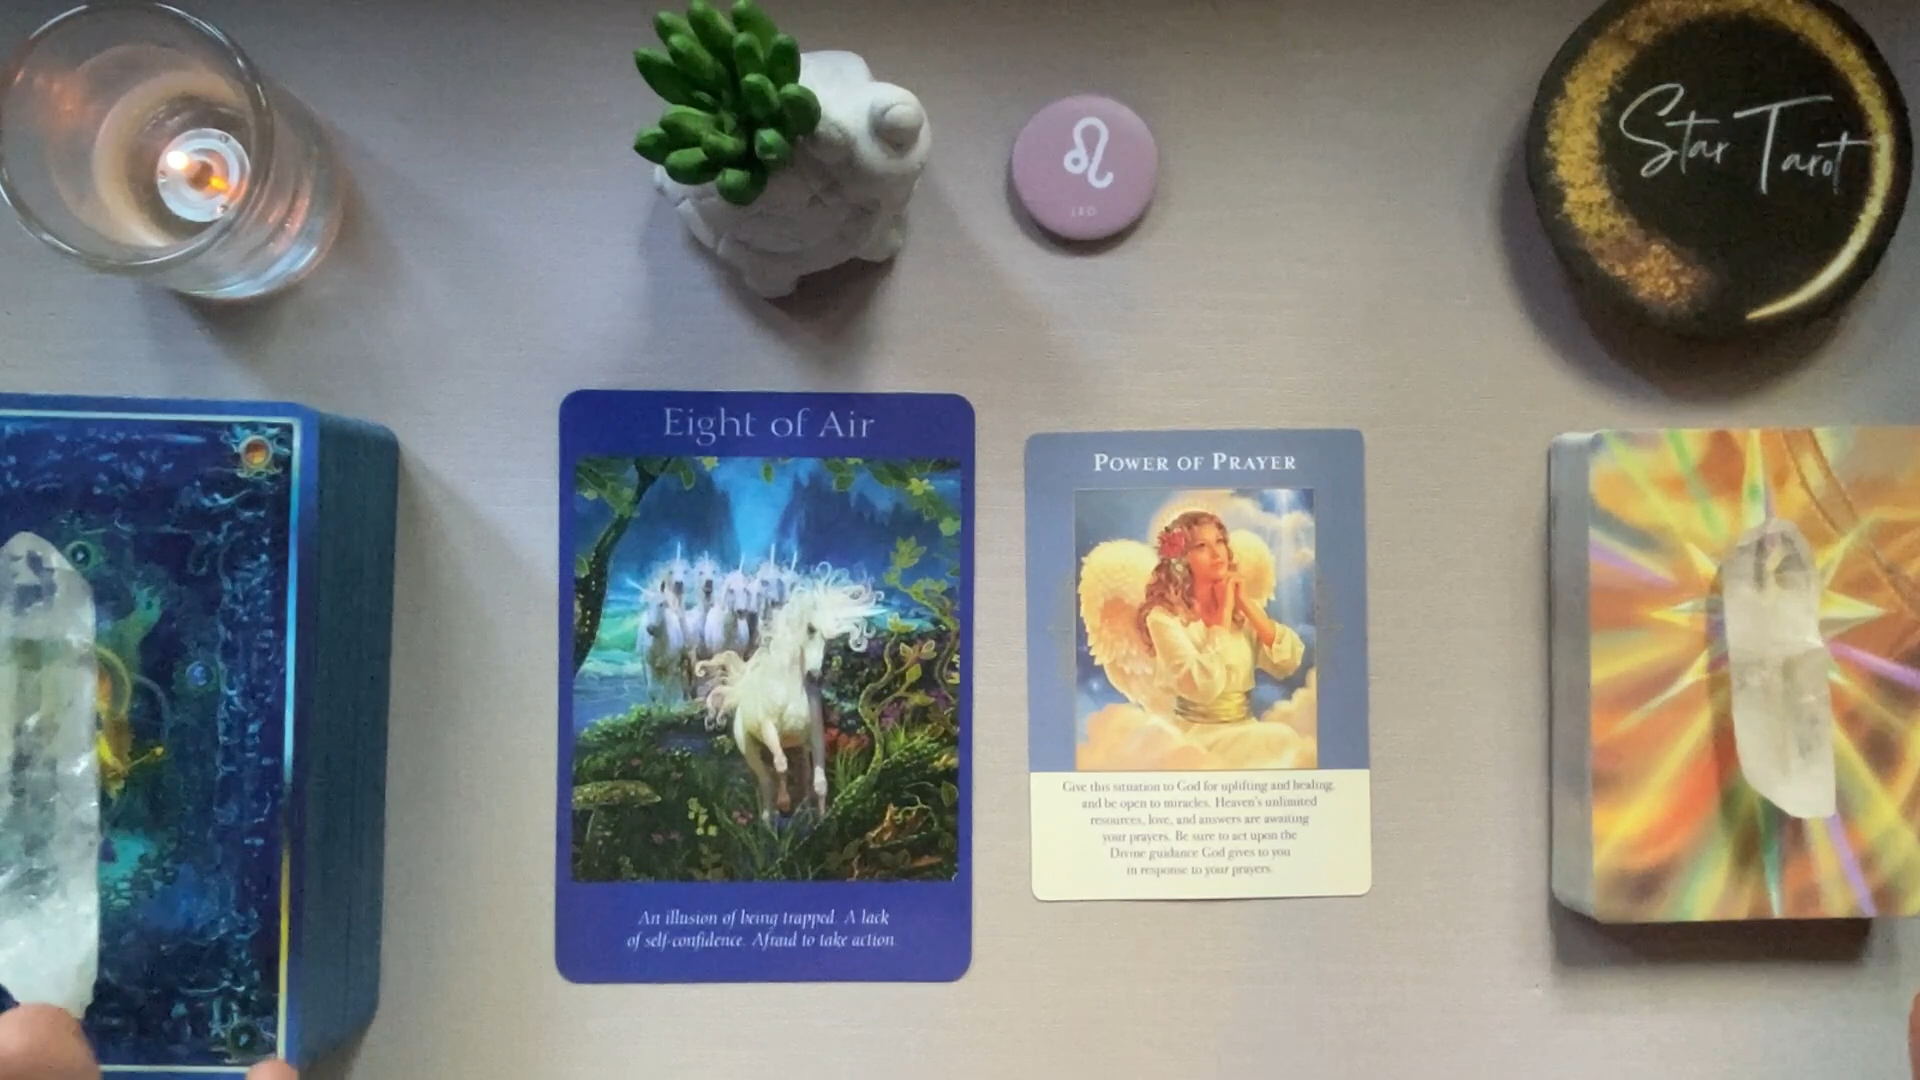 Star Tarot
LEO
Eight of Air
An illusion of being trapped. A lack
of self-confidence. Afraid to take action.
POWER OF PRAYER
Give this situation to God for uplifting and healing,
and be open to miracles. Heaven's unlimited
resources, love, and answers are awaiting
your prayers. Be sure to act upon the
Divine guidance God gives to you
in response to your prayers.